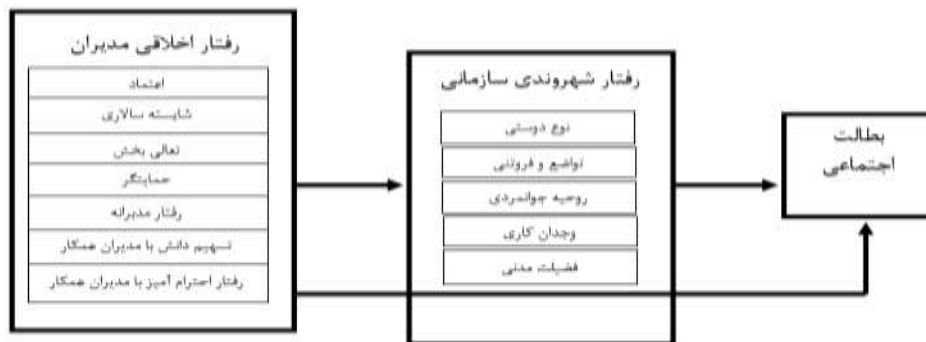 رفتار اخلاقی مدیران
اعتماد
شایسته سالاری
تعالی بخش
حمایتگر
رفتار مدبرانه
تسهیم دانش با مدیران همکار
رفتار احترام آمیز با مدیران همکار
رفتار شهروندی سازمانی
نوع دوستی
تواضع و فروتنی
روحیه جوانمردی
وجدان کاری
فضیلت مدنی
بطالت
اجتماعی